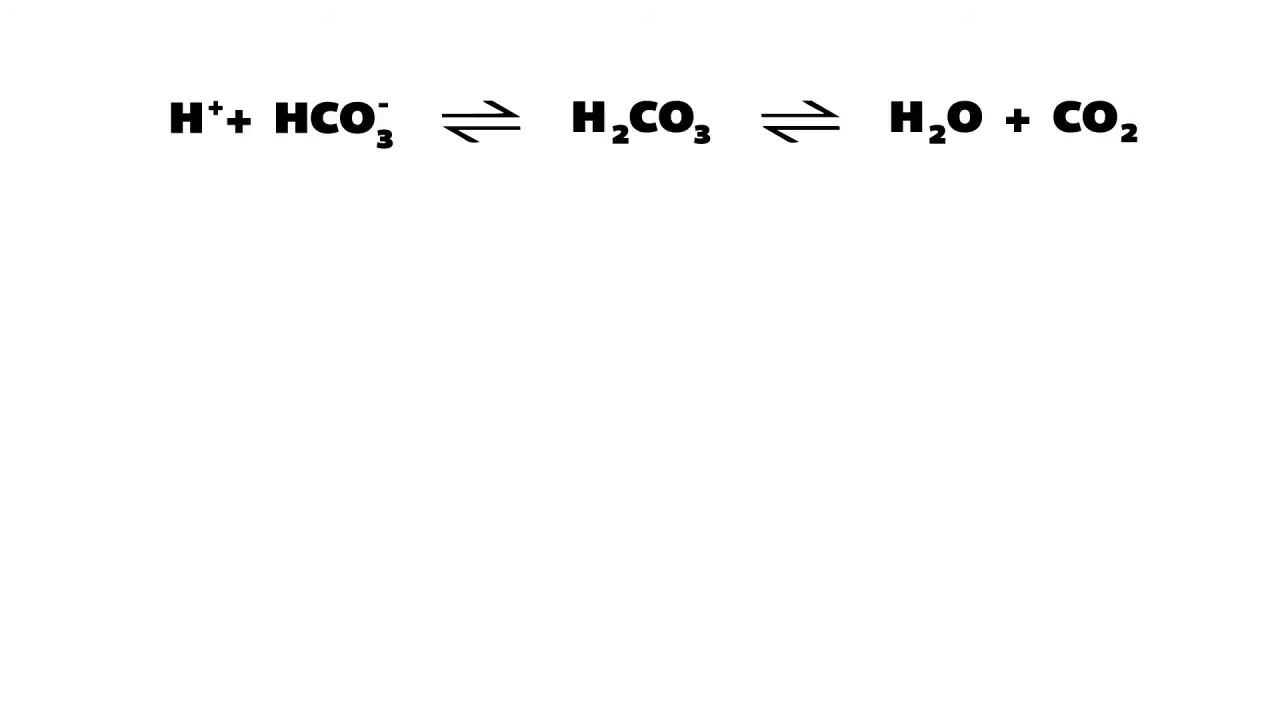 H⁺ + HCO₃⁻ ⇌ H₂CO₃ ⇌ H₂O + CO₂